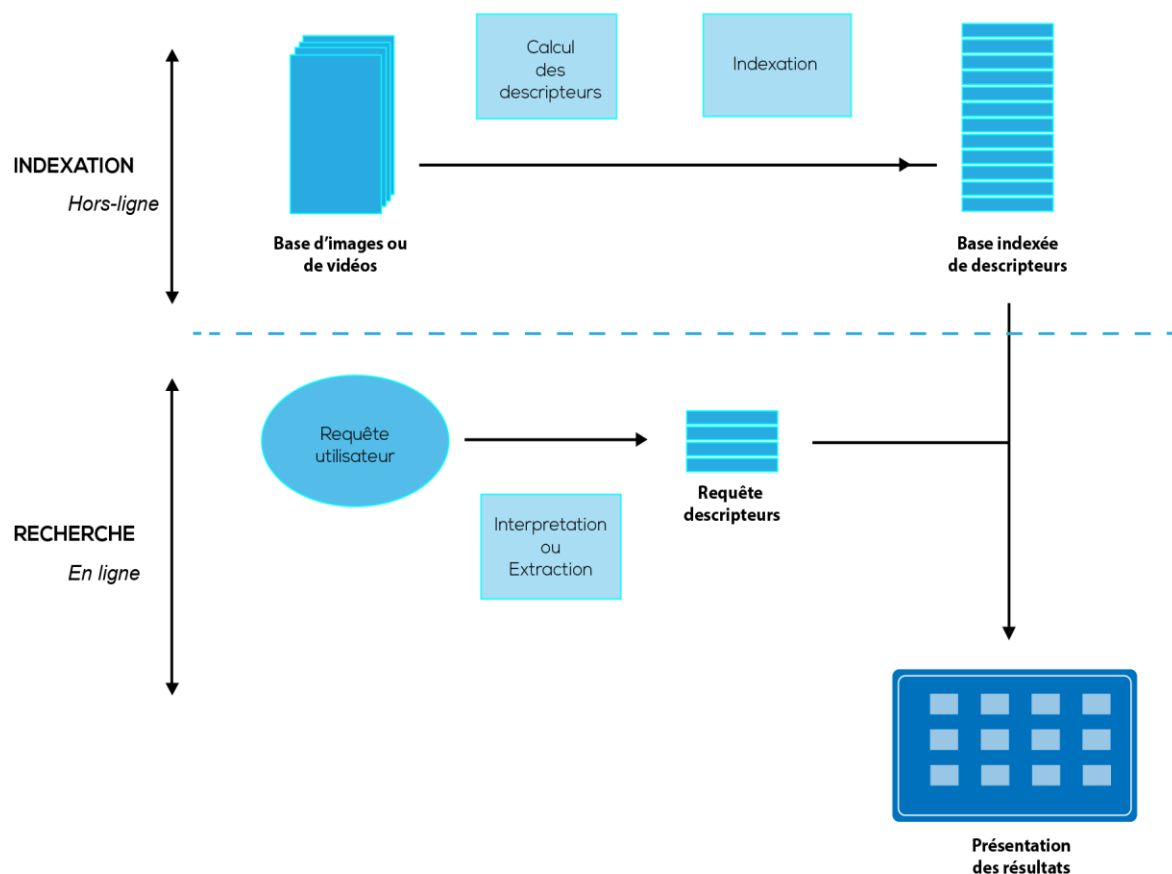 Calcul
des
descripteurs
Indexation
INDEXATION
Hors-ligne
Base d'images ou
de vidéos
Base indexée
de descripteurs
Requête
utilisateur
Requête
descripteurs
Interpretation
ou
Extraction
RECHERCHE
En ligne
Présentation
des résultats